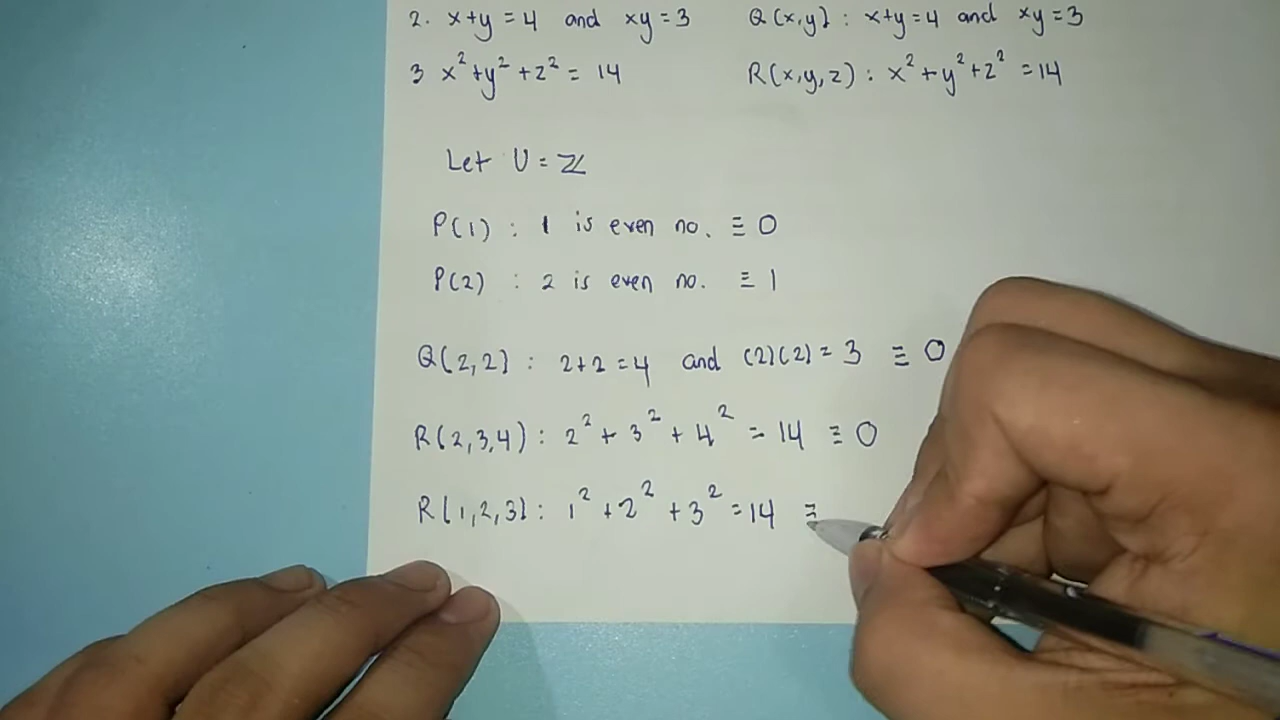 2. x+y = 4 and xy = 3 Q(x,y) : x+y = 4 and xy = 3
3 x² + y² + z² = 14 R(x,y,z) : x² + y² + z² = 14
Let U = ℤ
P(1) : 1 is even no. ≡ 0
P(2) : 2 is even no. ≡ 1
Q(2,2) : 2+2 = 4 and (2)(2) = 3 ≡ 0
R(2,3,4) : 2² + 3² + 4² = 14 ≡ 0
R(1,2,3) : 1² + 2² + 3² = 14 ≡